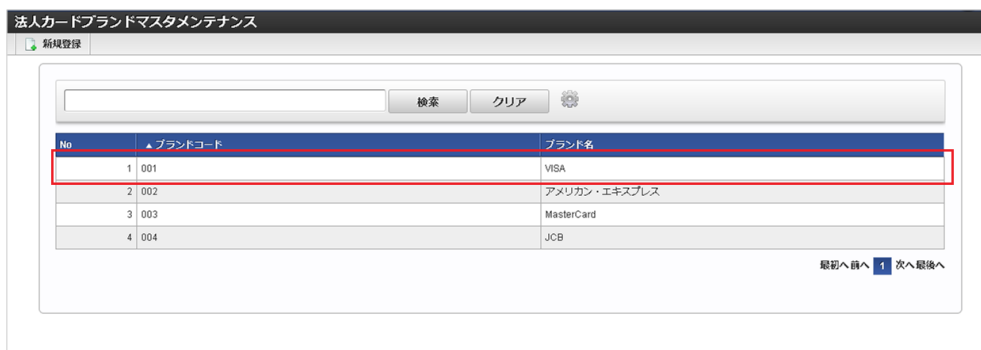 法人カードブランドマスタメンテナンス
新規登録
検索 クリア
No ▲ブランドコード ブランド名
1 001 VISA
2 002 アメリカン・エキスプレス
3 003 MasterCard
4 004 JCB
最初へ 前へ 1 次へ 最後へ